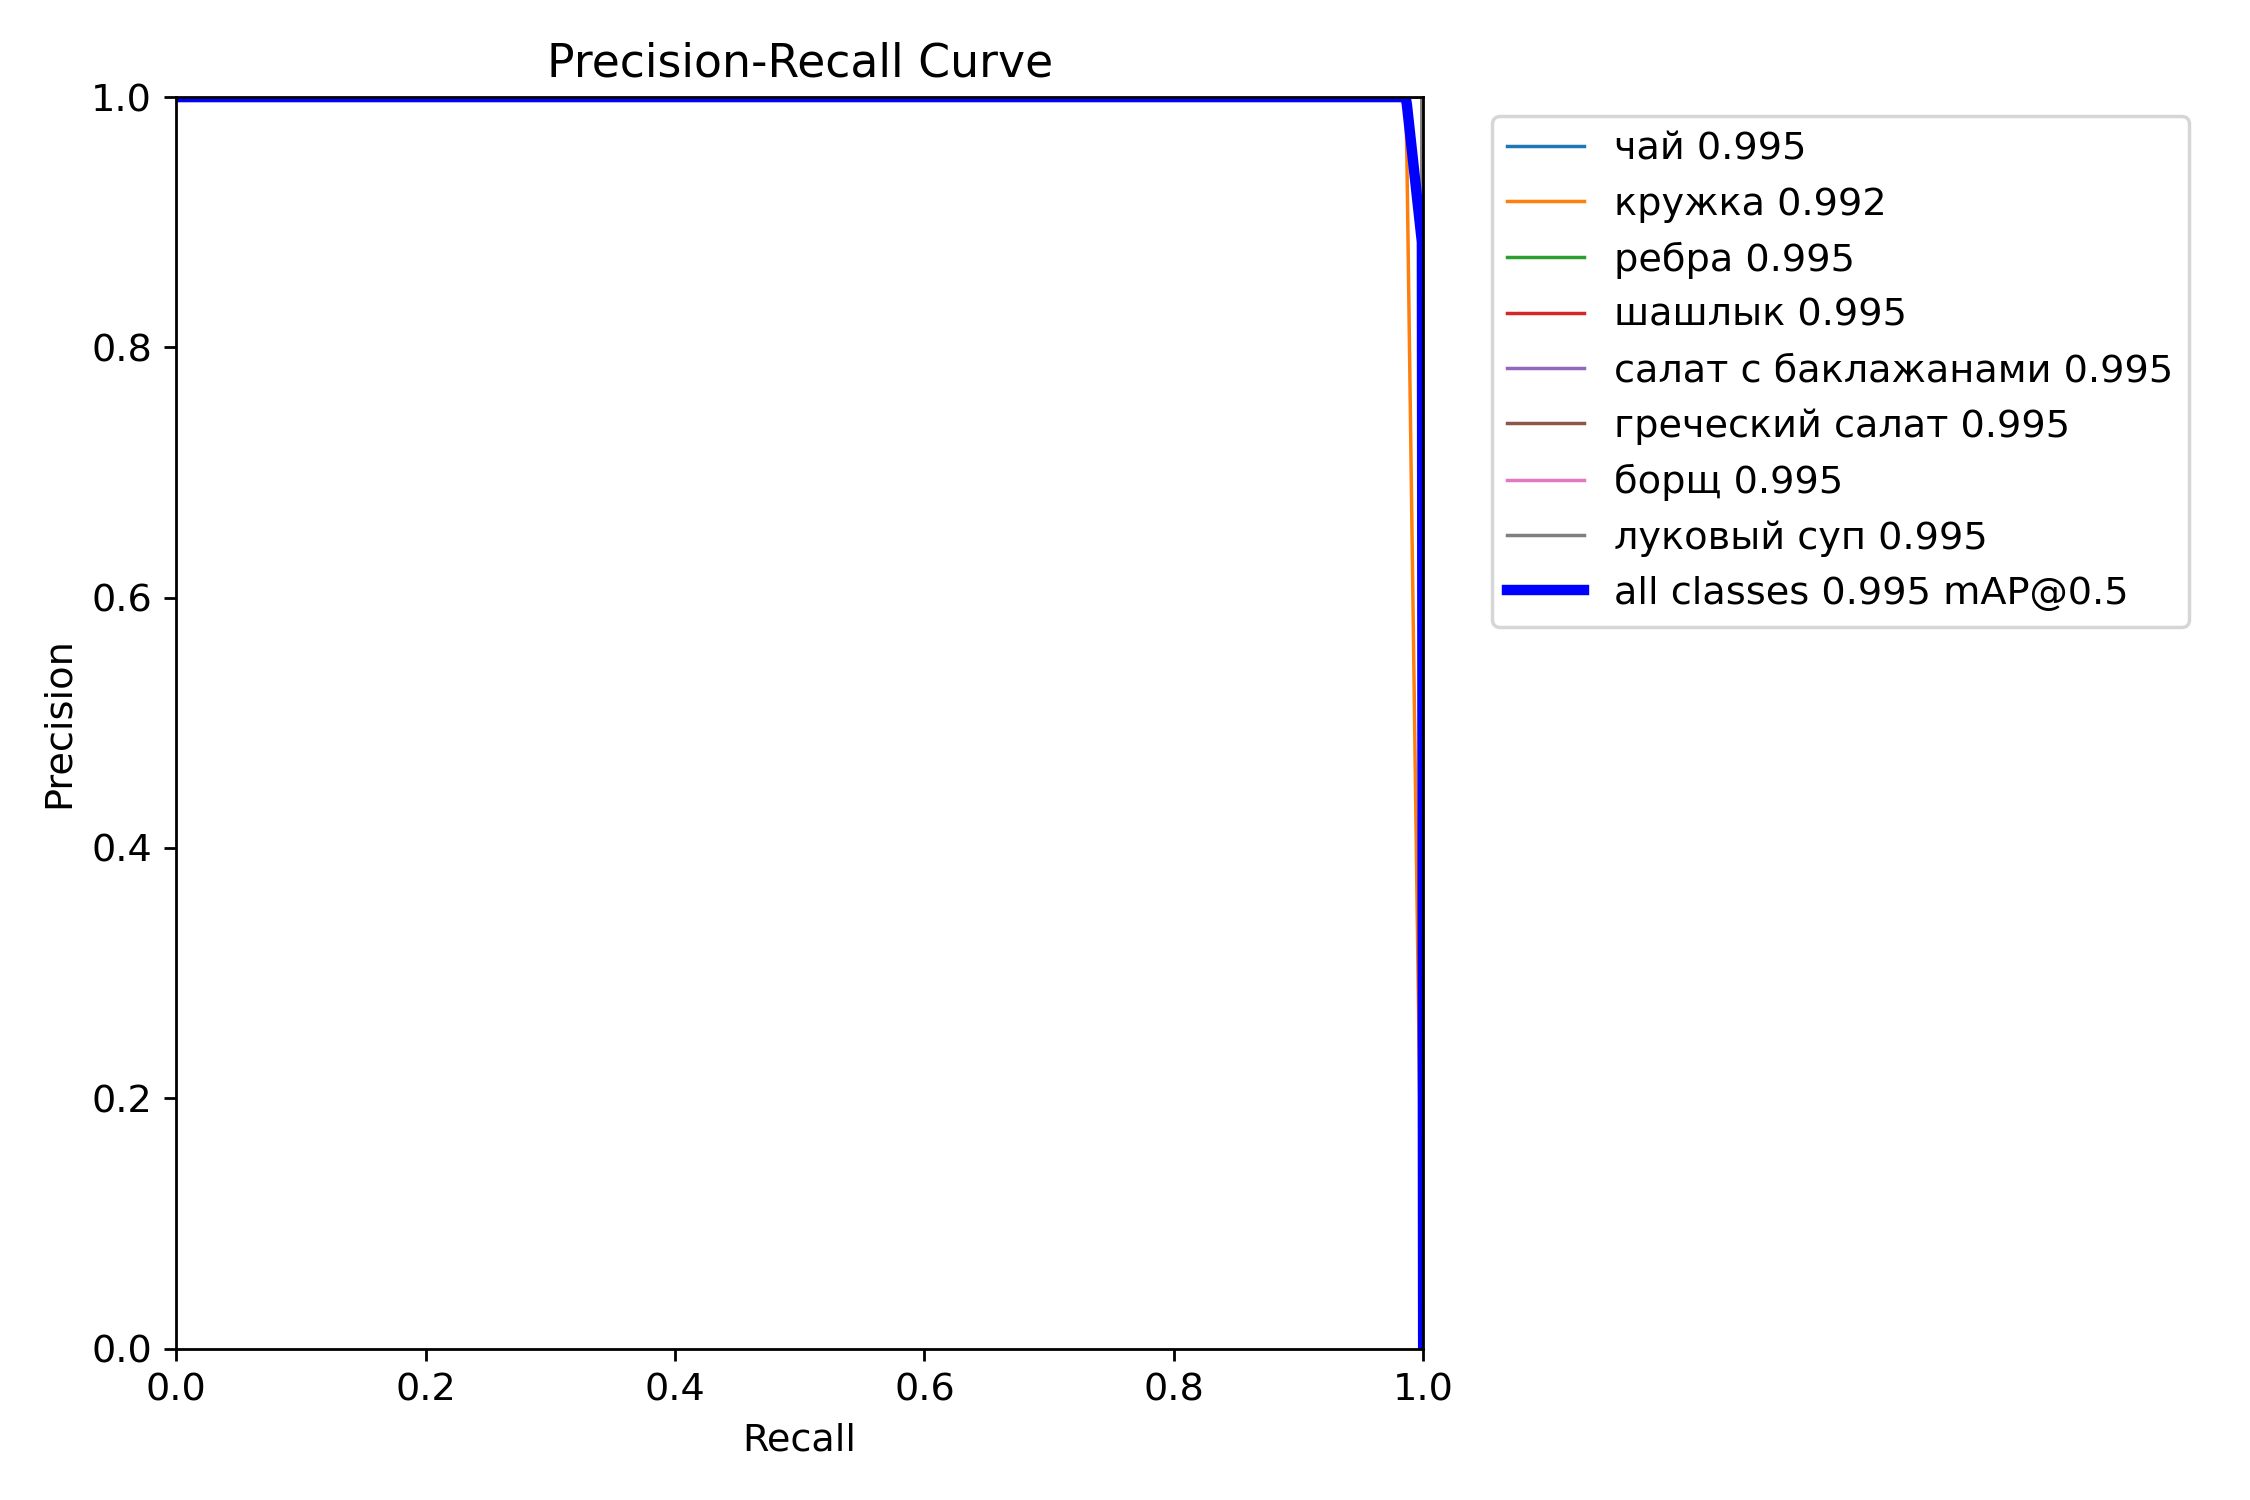 Precision-Recall Curve
1.0
0.8
0.6
0.4
0.2
0.0
Precision
0.0 0.2 0.4 0.6 0.8 1.0
Recall
чай 0.995
кружка 0.992
ребра 0.995
шашлык 0.995
салат с баклажанами 0.995
греческий салат 0.995
борщ 0.995
луковый суп 0.995
all classes 0.995 mAP@0.5